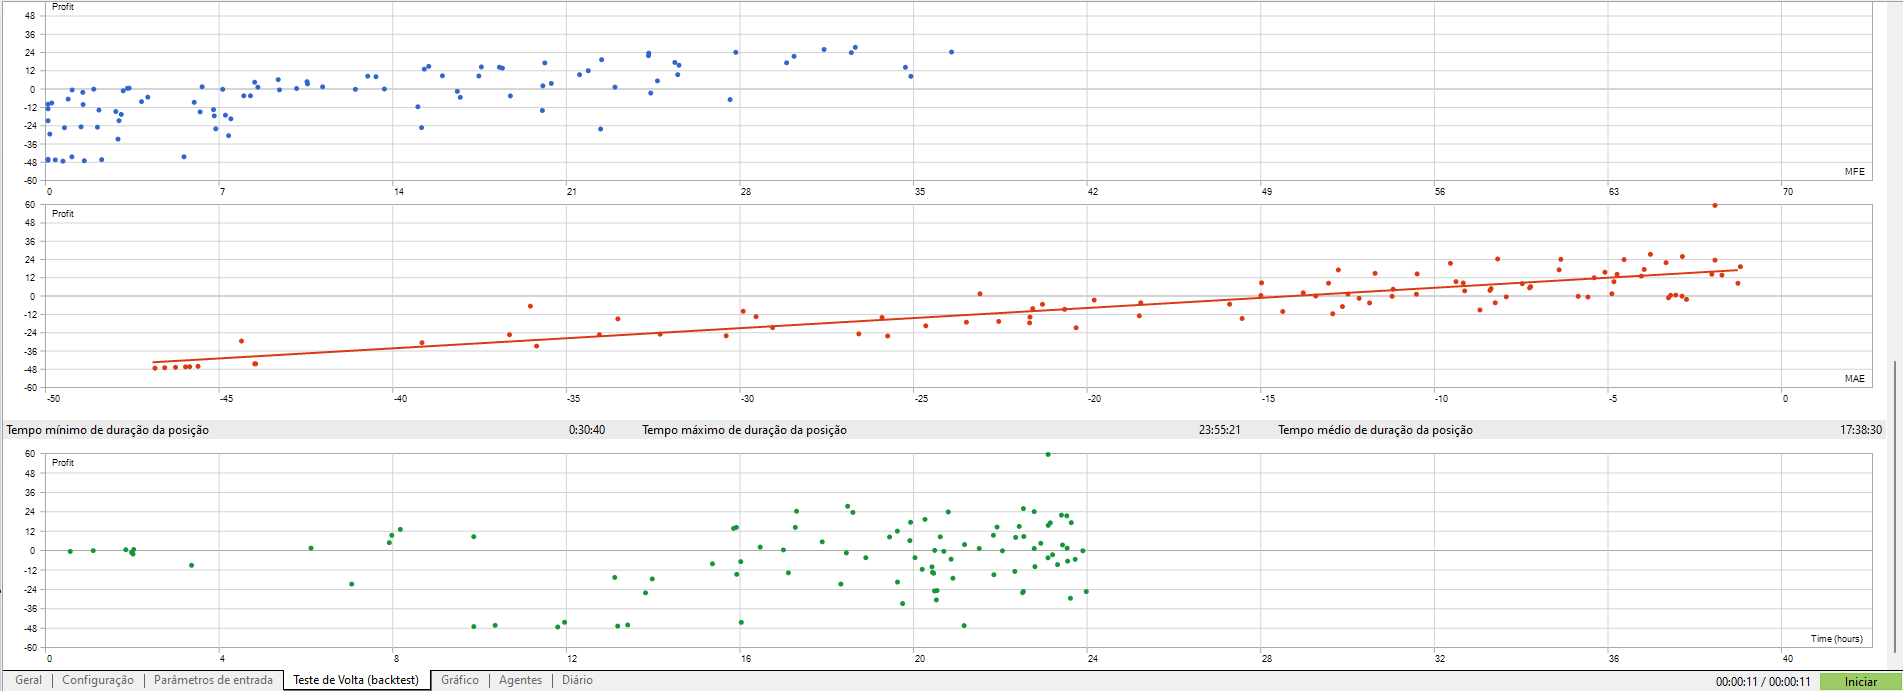 Profit
48
36
24
12
0
-12
-24
-36
-48
-60
MFE
0 7 14 21 28 35 42 49 56 63 70
60
Profit
48
36
24
12
0
-12
-24
-36
-48
-60
MAE
-50 -45 -40 -35 -30 -25 -20 -15 -10 -5 0
Tempo mínimo de duração da posição 0:30:40 Tempo máximo de duração da posição 23:55:21 Tempo médio de duração da posição 17:38:30
60
Profit
48
36
24
12
0
-12
-24
-36
-48
-60
Time (hours)
0 4 8 12 16 20 24 28 32 36 40
Geral Configuração Parâmetros de entrada Teste de Volta (backtest) Gráfico Agentes Diário 00:00:11 / 00:00:11 Iniciar